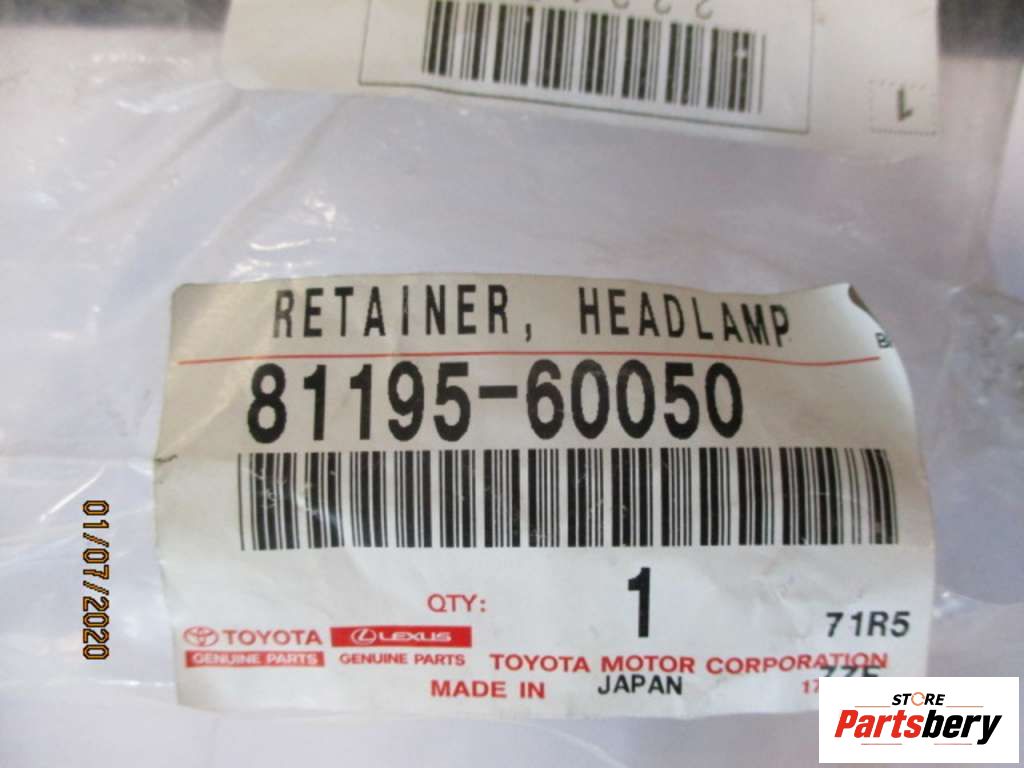 1
RETAINER, HEADLAMP
81195-60050
QTY: 1
71R5
TOYOTA LEXUS
GENUINE PARTS GENUINE PARTS
TOYOTA MOTOR CORPORATION
MADE IN JAPAN
01/07/2020
STORE
Partsbery